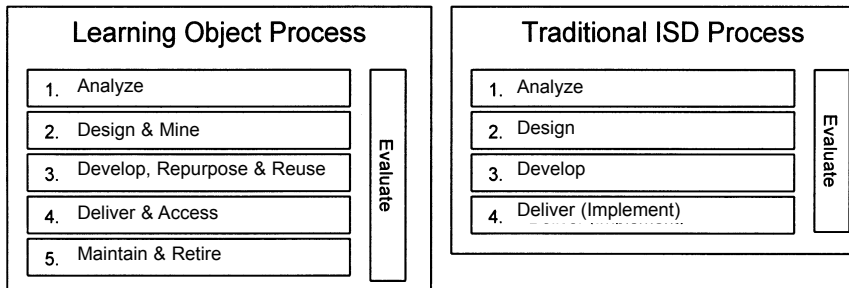 Learning Object Process
1. Analyze
2. Design & Mine
3. Develop, Repurpose & Reuse
4. Deliver & Access
5. Maintain & Retire
Evaluate
Traditional ISD Process
1. Analyze
2. Design
3. Develop
4. Deliver (Implement)
Evaluate